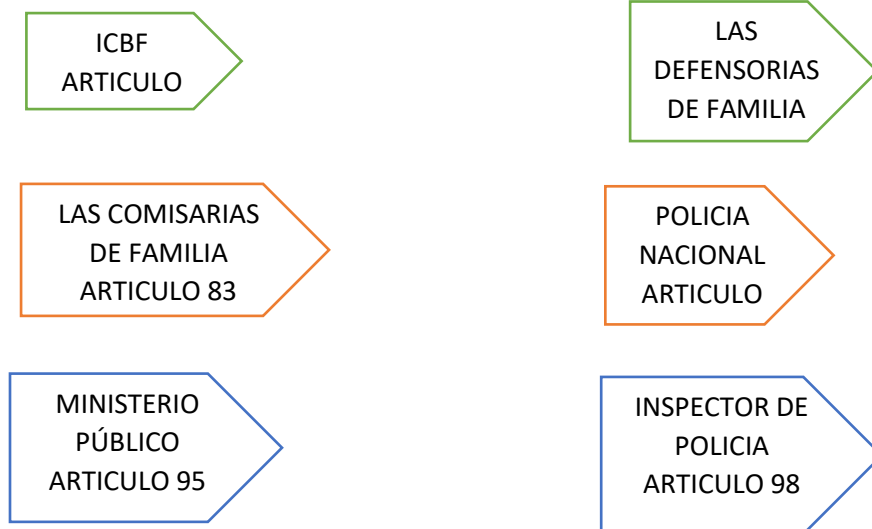 ICBF
ARTICULO
LAS
DEFENSORIAS
DE FAMILIA
LAS COMISARIAS
DE FAMILIA
ARTICULO 83
POLICIA
NACIONAL
ARTICULO
MINISTERIO
PÚBLICO
ARTICULO 95
INSPECTOR DE
POLICIA
ARTICULO 98